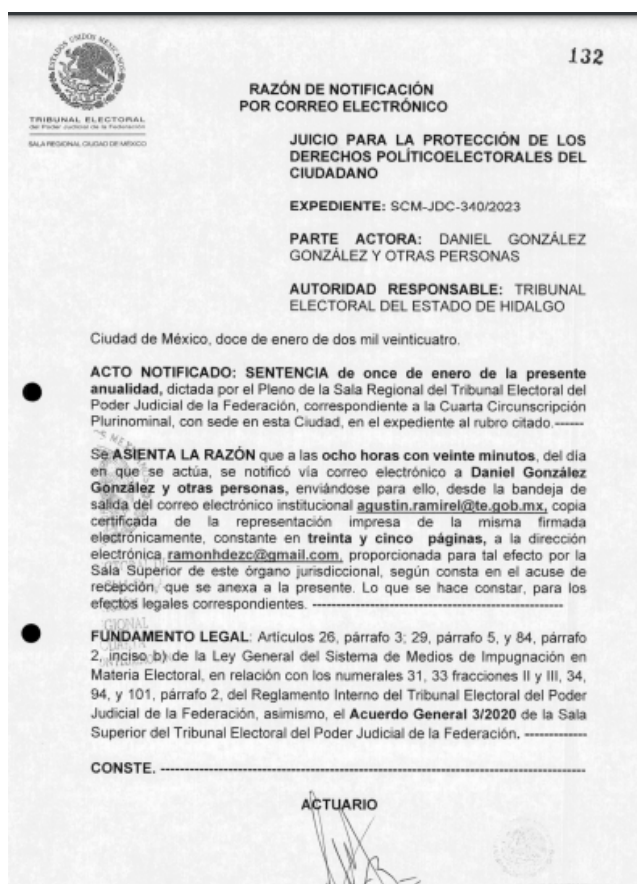 132
ESTADOS UNIDOS MEXICANOS
TRIBUNAL ELECTORAL
del Poder Judicial de la Federación
SALA REGIONAL CIUDAD DE MÉXICO
RAZÓN DE NOTIFICACIÓN
POR CORREO ELECTRÓNICO
JUICIO PARA LA PROTECCIÓN DE LOS
DERECHOS POLÍTICOELECTORALES DEL
CIUDADANO
EXPEDIENTE: SCM-JDC-340/2023
PARTE ACTORA: DANIEL GONZÁLEZ
GONZÁLEZ Y OTRAS PERSONAS
AUTORIDAD RESPONSABLE: TRIBUNAL
ELECTORAL DEL ESTADO DE HIDALGO
Ciudad de México, doce de enero de dos mil veinticuatro.
ACTO NOTIFICADO: SENTENCIA de once de enero de la presente
anualidad, dictada por el Pleno de la Sala Regional del Tribunal Electoral del
Poder Judicial de la Federación, correspondiente a la Cuarta Circunscripción
Plurinominal, con sede en esta Ciudad, en el expediente al rubro citado.------
Se ASIENTA LA RAZÓN que a las ocho horas con veinte minutos, del día
en que se actúa, se notificó vía correo electrónico a Daniel González
González y otras personas, enviándose para ello, desde la bandeja de
salida del correo electrónico institucional agustin.ramirel@te.gob.mx, copia
certificada de la representación impresa de la misma firmada
electrónicamente, constante en treinta y cinco páginas, a la dirección
electrónica ramonhdezc@gmail.com, proporcionada para tal efecto por la
Sala Superior de este órgano jurisdiccional, según consta en el acuse de
recepción, que se anexa a la presente. Lo que se hace constar, para los
efectos legales correspondientes. ------------------------------------------------
GIONAL
FUNDAMENTO LEGAL: Artículos 26, párrafo 3; 29, párrafo 5, y 84, párrafo
2, inciso b) de la Ley General del Sistema de Medios de Impugnación en
Materia Electoral, en relación con los numerales 31, 33 fracciones II y III, 34,
94, y 101, párrafo 2, del Reglamento Interno del Tribunal Electoral del Poder
Judicial de la Federación, asimismo, el Acuerdo General 3/2020 de la Sala
Superior del Tribunal Electoral del Poder Judicial de la Federación. ------------
CONSTE. --------------------------------------------------------------------------------
ACTUARIO